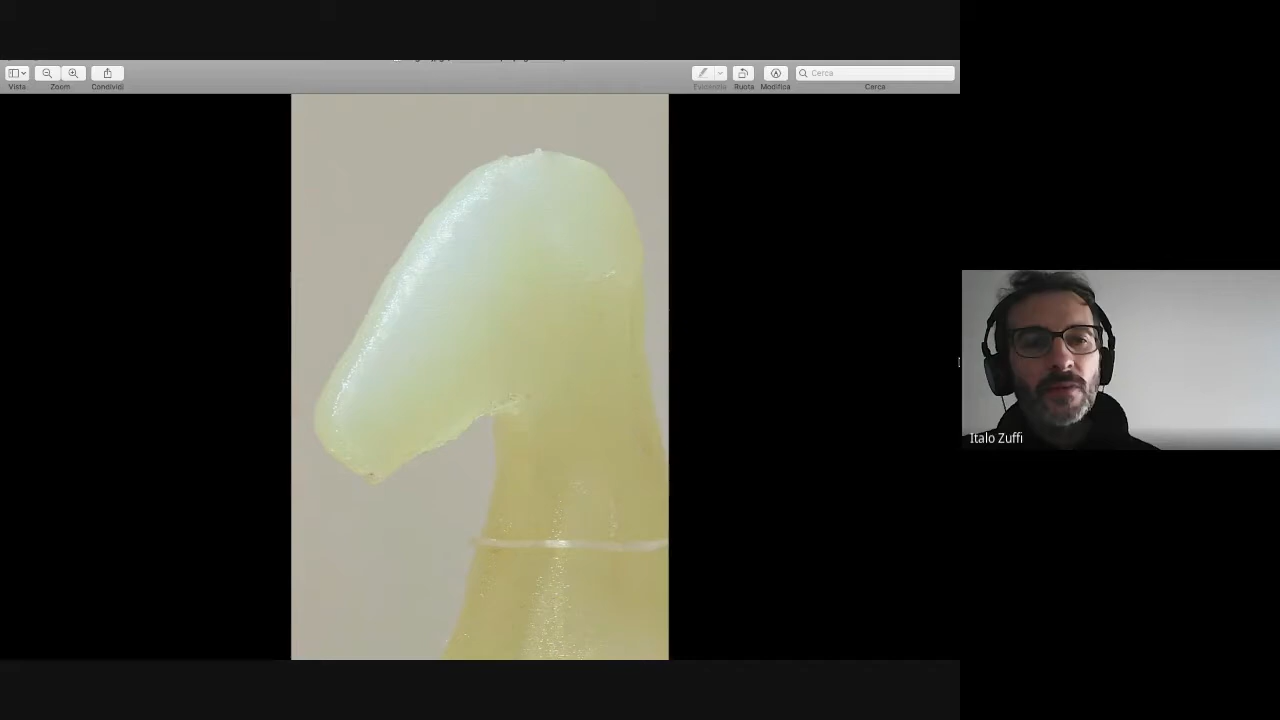 Cerca
Vista
Zoom
Condividi
Evidenzia
Ruota
Modifica
Cerca
Italo Zuffi